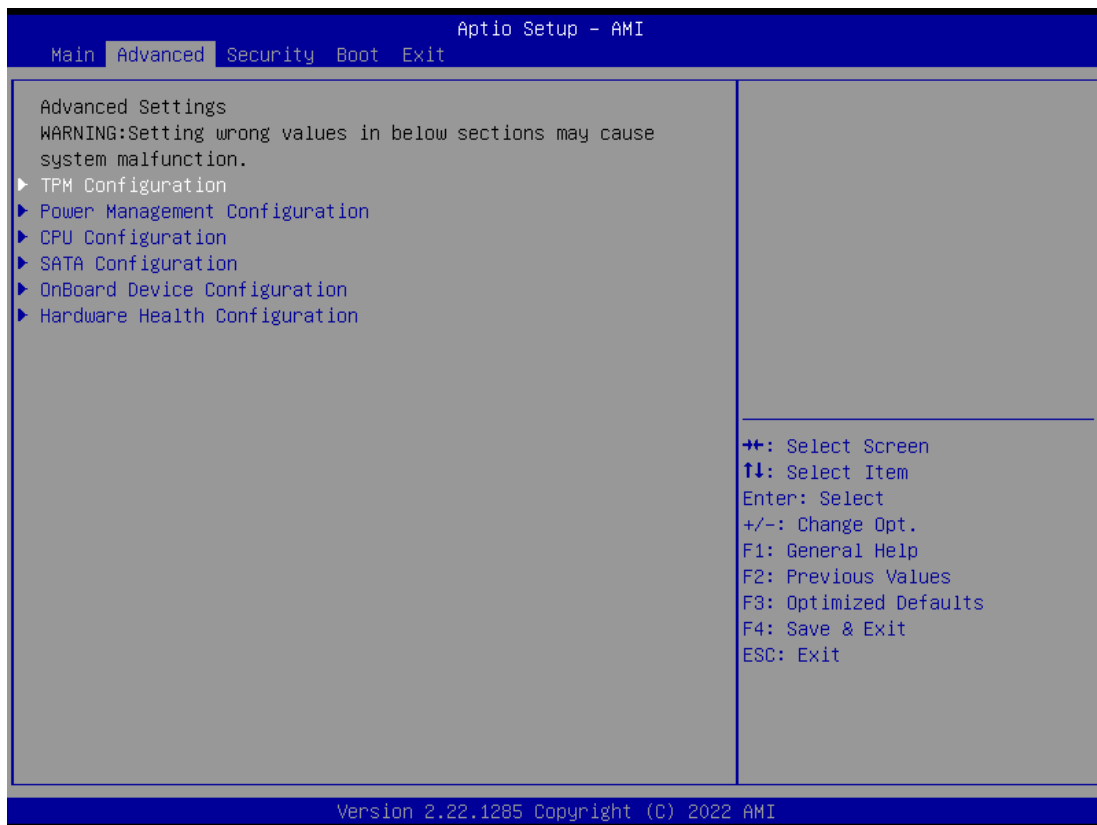 Aptio Setup – AMI
Main Advanced Security Boot Exit
Advanced Settings
WARNING:Setting wrong values in below sections may cause
system malfunction.
▶ TPM Configuration
▶ Power Management Configuration
▶ CPU Configuration
▶ SATA Configuration
▶ OnBoard Device Configuration
▶ Hardware Health Configuration
→←: Select Screen
↑↓: Select Item
Enter: Select
+/-: Change Opt.
F1: General Help
F2: Previous Values
F3: Optimized Defaults
F4: Save & Exit
ESC: Exit
Version 2.22.1285 Copyright (C) 2022 AMI